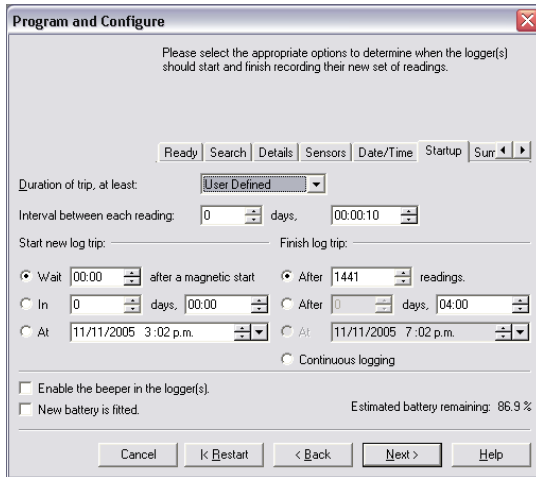 Program and Configure
Please select the appropriate options to determine when the logger(s)
should start and finish recording their new set of readings.
Ready Search Details Sensors Date/Time Startup Sum
Duration of trip, at least: User Defined
Interval between each reading: 0 days, 00:00:10
Start new log trip: Finish log trip:
Wait 00:00 after a magnetic start After 1441 readings.
In 0 days, 00:00 After 0 days, 04:00
At 11/11/2005 3:02 p.m. At 11/11/2005 7:02 p.m.
Continuous logging
Enable the beeper in the logger(s).
New battery is fitted. Estimated battery remaining: 86.9 %
Cancel |< Restart < Back Next > Help